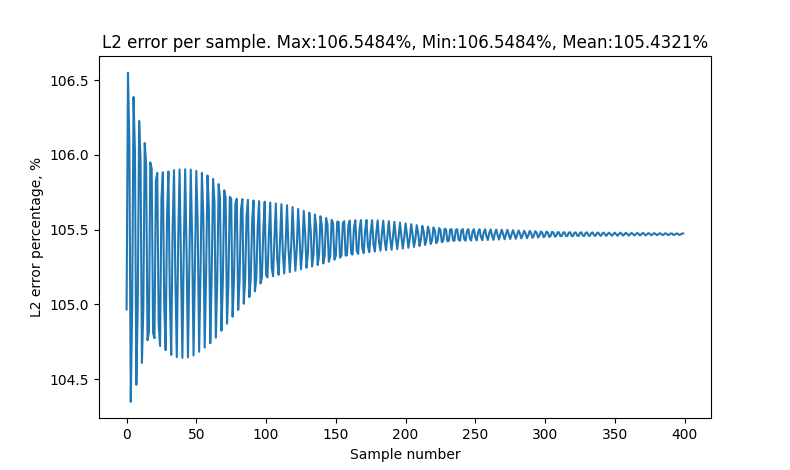 L2 error per sample. Max:106.5484%, Min:106.5484%, Mean:105.4321%
L2 error percentage, %
106.5
106.0
105.5
105.0
104.5
0 50 100 150 200 250 300 350 400
Sample number